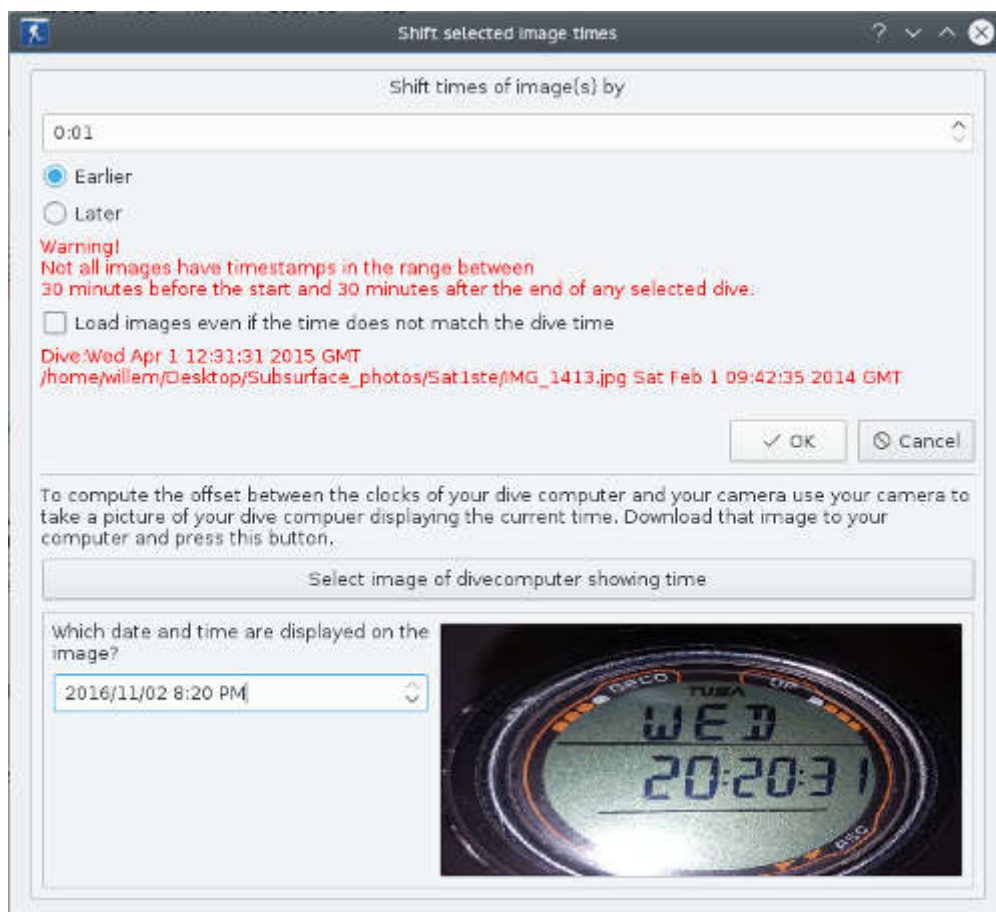 Shift selected image times
Shift times of image(s) by
0:01
Earlier
Later
Warning!
Not all images have timestamps in the range between
30 minutes before the start and 30 minutes after the end of any selected dive.
Load images even if the time does not match the dive time
Dive:Wed Apr 1 12:31:31 2015 GMT
/home/willem/Desktop/Subsurface_photos/Sat1ste/IMG_1413.jpg Sat Feb 1 09:42:35 2014 GMT
OK
Cancel
To compute the offset between the clocks of your dive computer and your camera use your camera to
take a picture of your dive compuer displaying the current time. Download that image to your
computer and press this button.
Select image of divecomputer showing time
Which date and time are displayed on the
image?
2016/11/02 8:20 PM
DECO
TUSA
WED
20:20:31
ASC